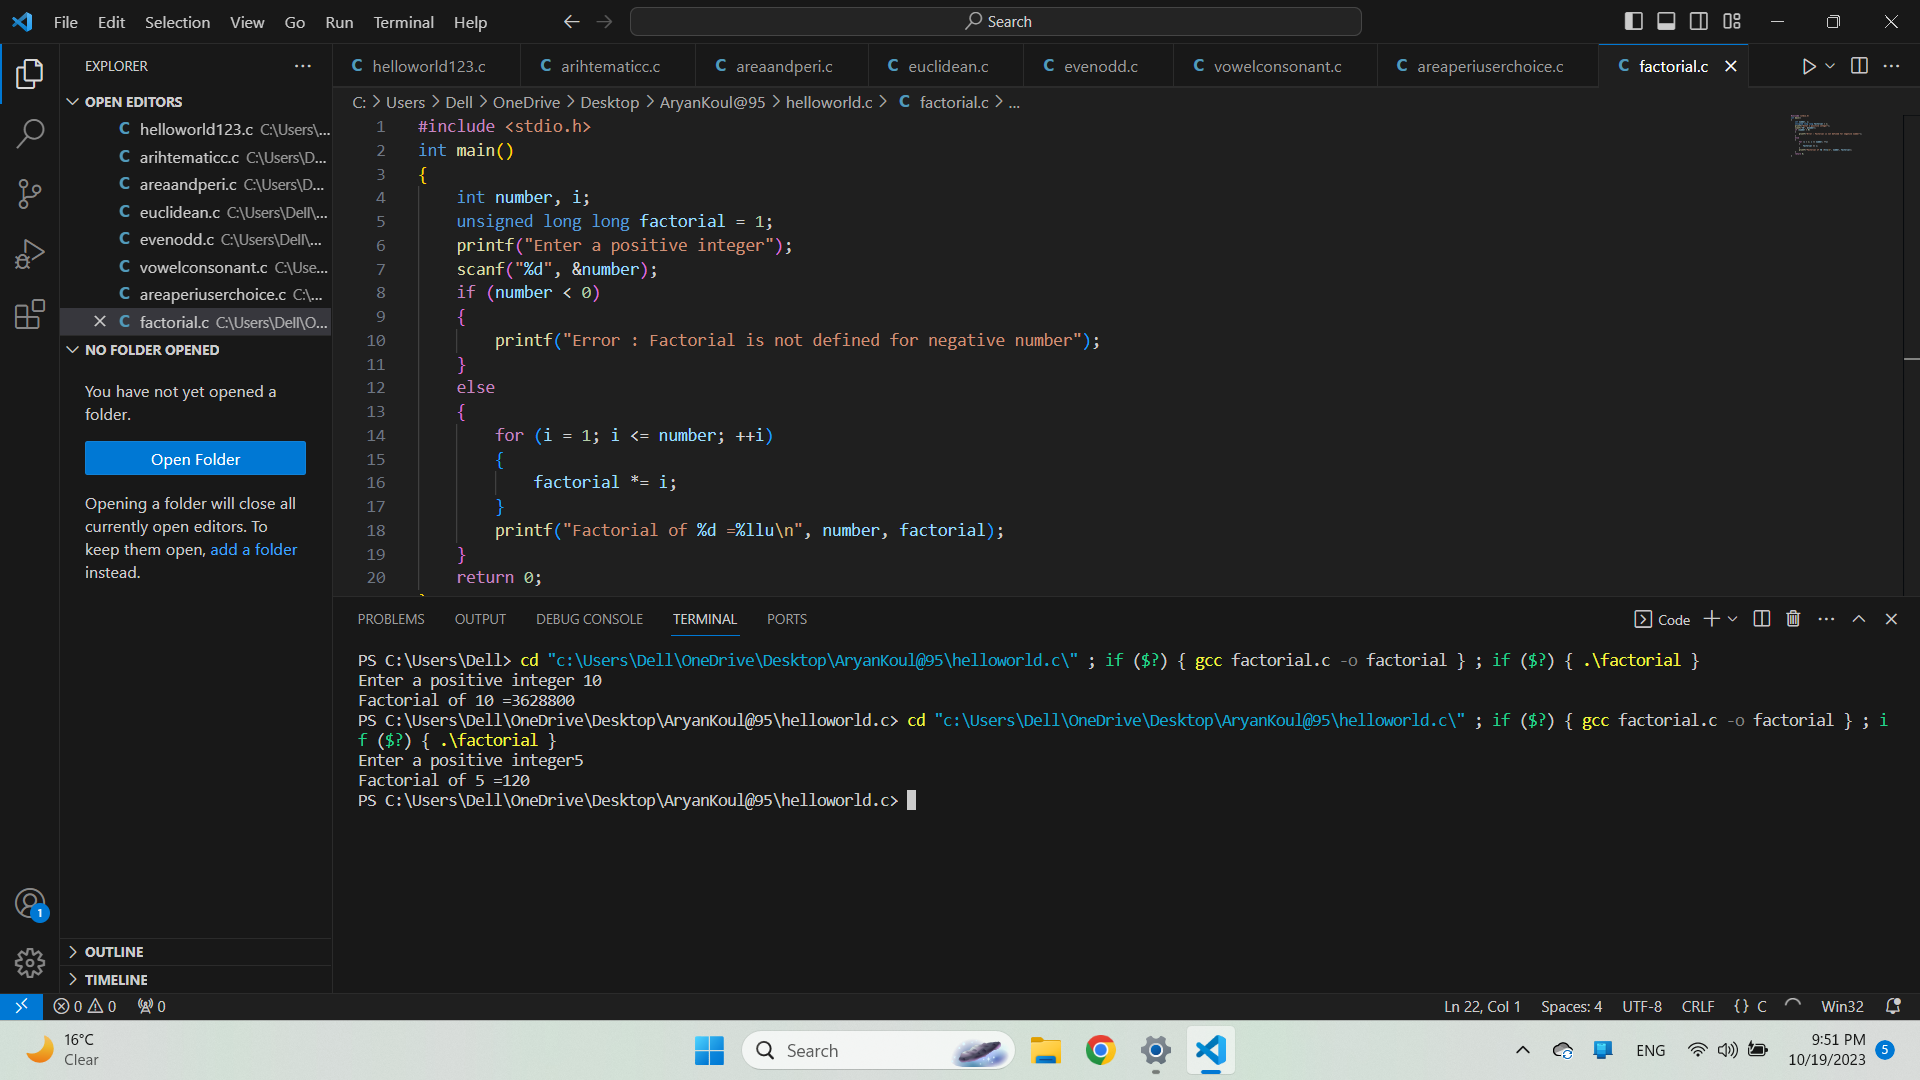 File Edit Selection View Go Run Terminal Help
Search
EXPLORER
helloworld123.c arihtematicc.c areaandperi.c euclidean.c evenodd.c vowelconsonant.c areaperiuserchoice.c factorial.c
OPEN EDITORS
helloworld123.c C:\Users\...
arihtematicc.c C:\Users\D...
areaandperi.c C:\Users\D...
euclidean.c C:\Users\Dell\...
evenodd.c C:\Users\Dell\...
vowelconsonant.c C:\Use...
areaperiuserchoice.c C:\...
factorial.c C:\Users\Dell\O...
NO FOLDER OPENED
You have not yet opened a
folder.
Open Folder
Opening a folder will close all
currently open editors. To
keep them open, add a folder
instead.
OUTLINE
TIMELINE
C: > Users > Dell > OneDrive > Desktop > AryanKoul@95 > helloworld.c > C factorial.c > ...
1 #include <stdio.h>
2 int main()
3 {
4 int number, i;
5 unsigned long long factorial = 1;
6 printf("Enter a positive integer");
7 scanf("%d", &number);
8 if (number < 0)
9 {
10 printf("Error : Factorial is not defined for negative number");
11 }
12 else
13 {
14 for (i = 1; i <= number; ++i)
15 {
16 factorial *= i;
17 }
18 printf("Factorial of %d =%llu\n", number, factorial);
19 }
20 return 0;
PROBLEMS OUTPUT DEBUG CONSOLE TERMINAL PORTS
Code
PS C:\Users\Dell> cd "c:\Users\Dell\OneDrive\Desktop\AryanKoul@95\helloworld.c\" ; if ($?) { gcc factorial.c -o factorial } ; if ($?) { .\factorial }
Enter a positive integer 10
Factorial of 10 =3628800
PS C:\Users\Dell\OneDrive\Desktop\AryanKoul@95\helloworld.c> cd "c:\Users\Dell\OneDrive\Desktop\AryanKoul@95\helloworld.c\" ; if ($?) { gcc factorial.c -o factorial } ; i
f ($?) { .\factorial }
Enter a positive integer5
Factorial of 5 =120
PS C:\Users\Dell\OneDrive\Desktop\AryanKoul@95\helloworld.c>
1
0 0 0
Ln 22, Col 1 Spaces: 4 UTF-8 CRLF {} C Win32
16°C
Clear
Search
ENG
9:51 PM
10/19/2023
5